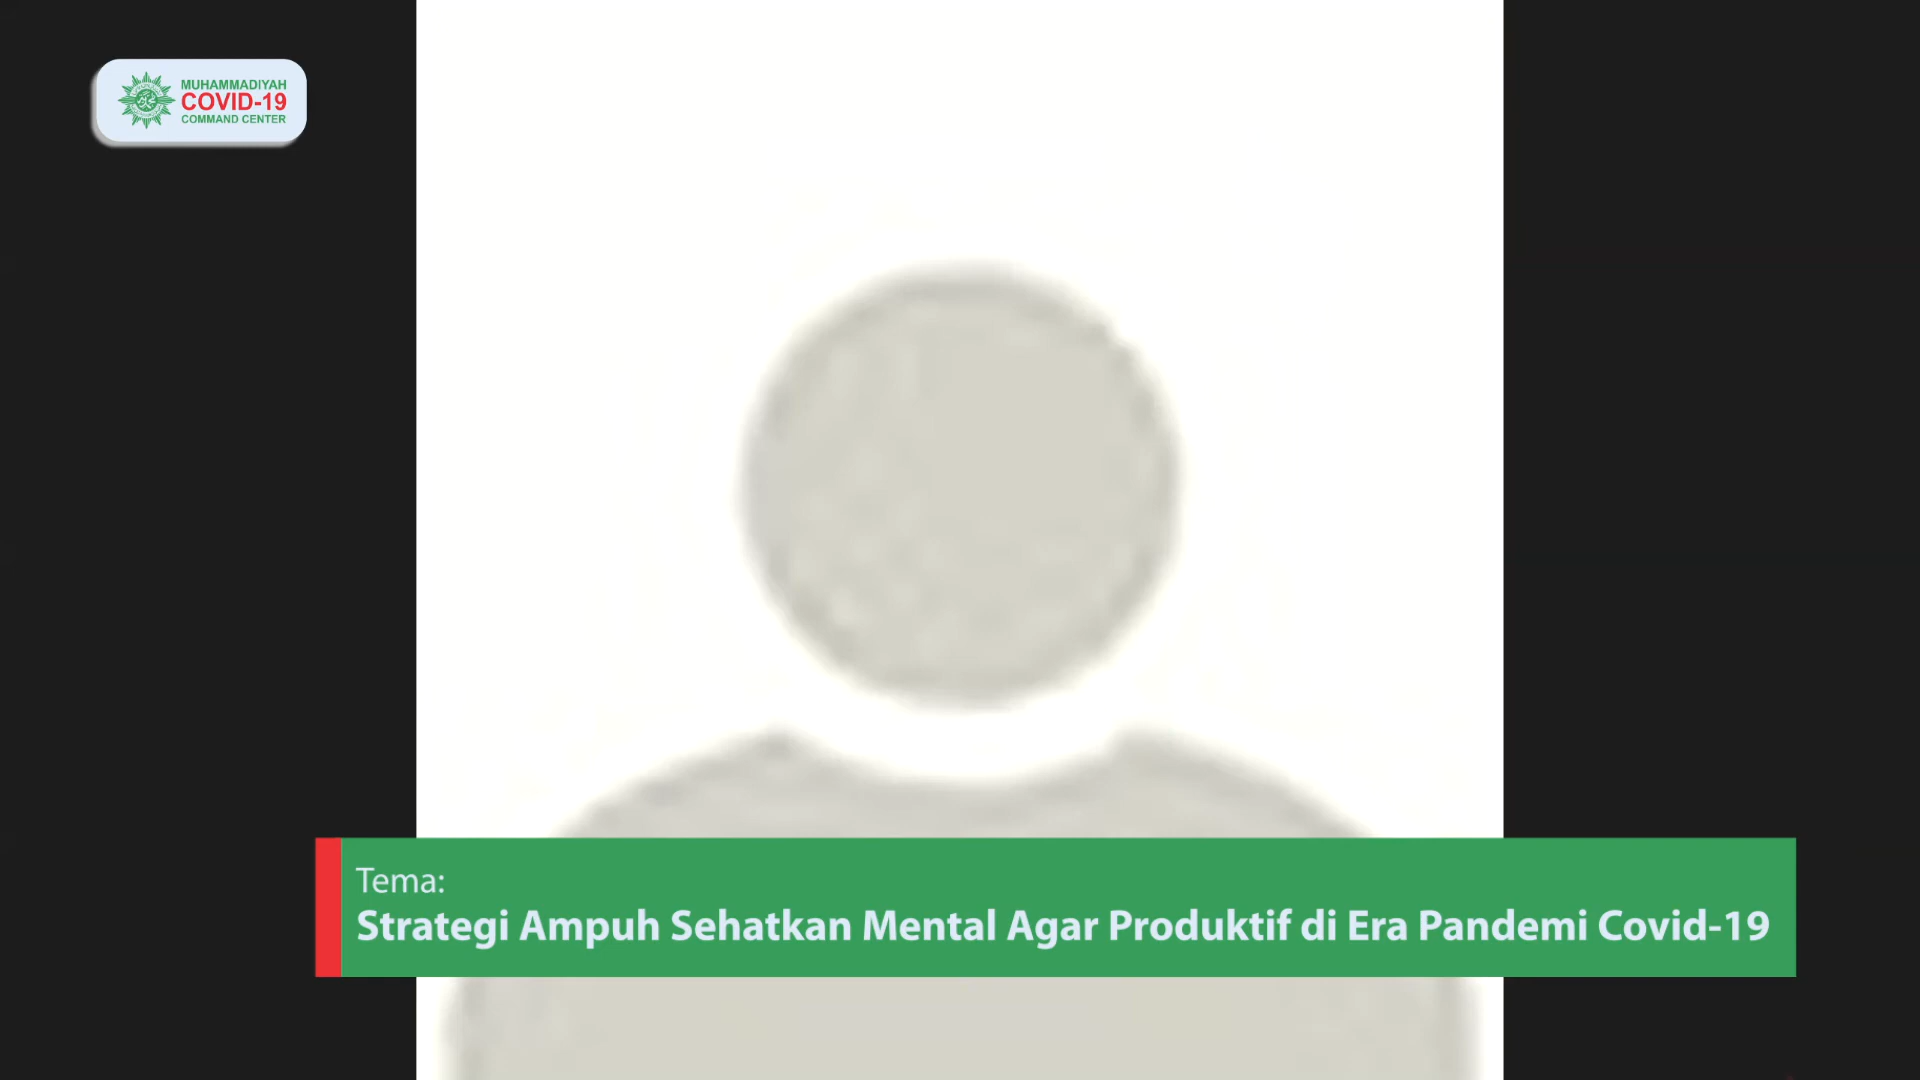 MUHAMMADIYAH
COVID-19
COMMAND CENTER
Tema:
Strategi Ampuh Sehatkan Mental Agar Produktif di Era Pandemi Covid-19